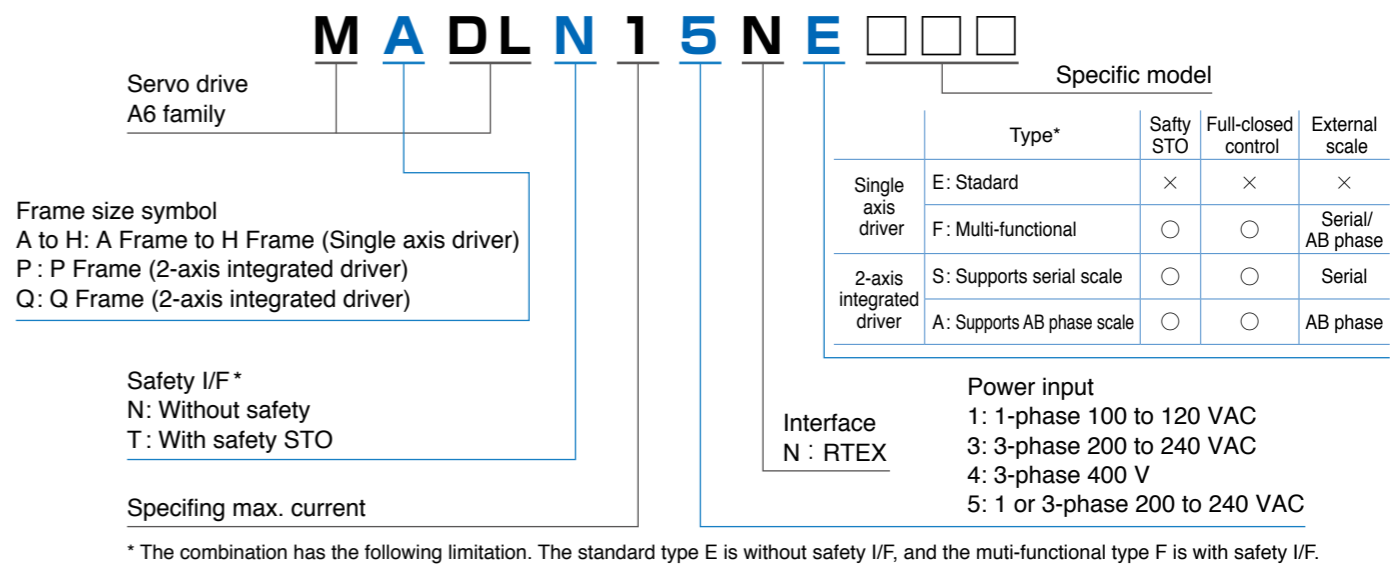 M A D L N 1 5 N E □ □ □
Servo drive
A6 family
Specific model
Type*
Safty
STO
Full-closed
control
External
scale
Single
axis
driver
E: Stadard
×
×
×
F: Multi-functional
○
○
Serial/
AB phase
2-axis
integrated
driver
S: Supports serial scale
○
○
Serial
A: Supports AB phase scale
○
○
AB phase
Frame size symbol
A to H: A Frame to H Frame (Single axis driver)
P: P Frame (2-axis integrated driver)
Q: Q Frame (2-axis integrated driver)
Safety I/F*
N: Without safety
T: With safety STO
Interface
N : RTEX
Power input
1: 1-phase 100 to 120 VAC
3: 3-phase 200 to 240 VAC
4: 3-phase 400 V
5: 1 or 3-phase 200 to 240 VAC
Specifing max. current
* The combination has the following limitation. The standard type E is without safety I/F, and the muti-functional type F is with safety I/F.